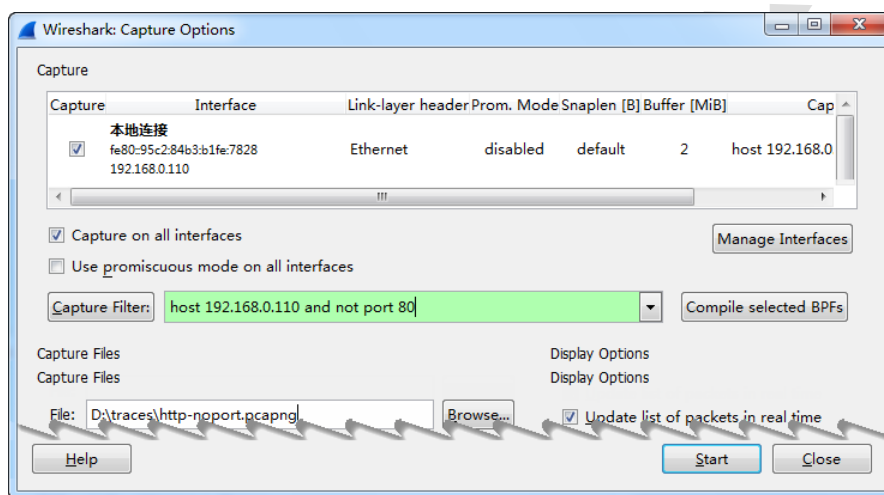 Wireshark: Capture Options
Capture
Capture Interface Link-layer header Prom. Mode Snaplen [B] Buffer [MiB] Cap
本地连接
fe80::95c2:84b3:b1fe:7828 Ethernet disabled default 2 host 192.168.0
192.168.0.110
Capture on all interfaces Manage Interfaces
Use promiscuous mode on all interfaces
Capture Filter: host 192.168.0.110 and not port 80 Compile selected BPFs
Capture Files Display Options
Capture Files Display Options
File: D:\traces\http-noport.pcapng Browse... Update list of packets in real time
Help Start Close